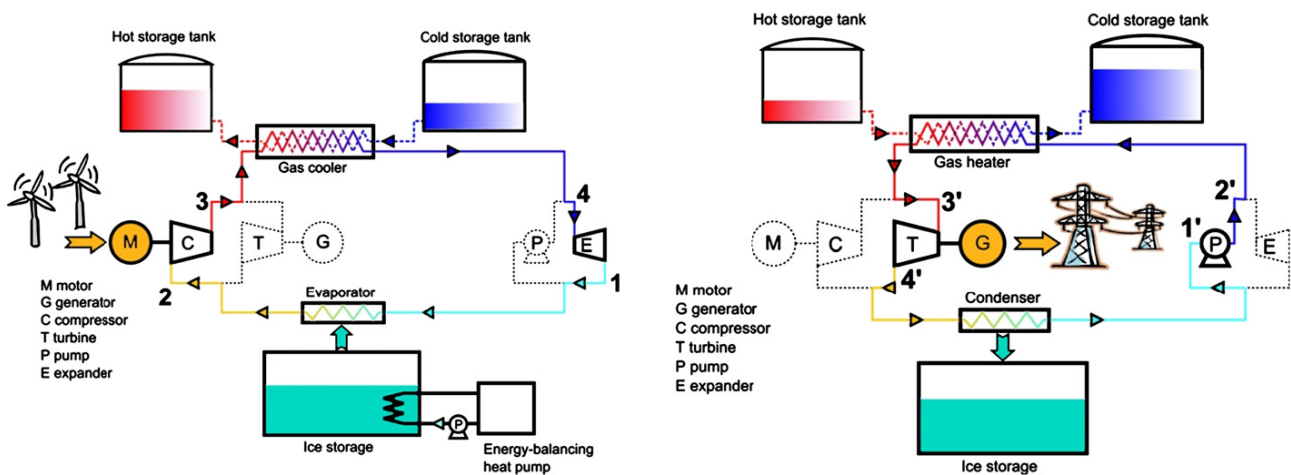 Hot storage tank
Cold storage tank
Gas cooler
3
4
M
C
T
G
P
E
2
1
M motor
G generator
C compressor
T turbine
P pump
E expander
Evaporator
P
Ice storage
Energy-balancing
heat pump
Hot storage tank
Cold storage tank
Gas heater
3'
2'
1'
M
C
T
G
P
E
4'
M motor
G generator
C compressor
T turbine
P pump
E expander
Condenser
Ice storage